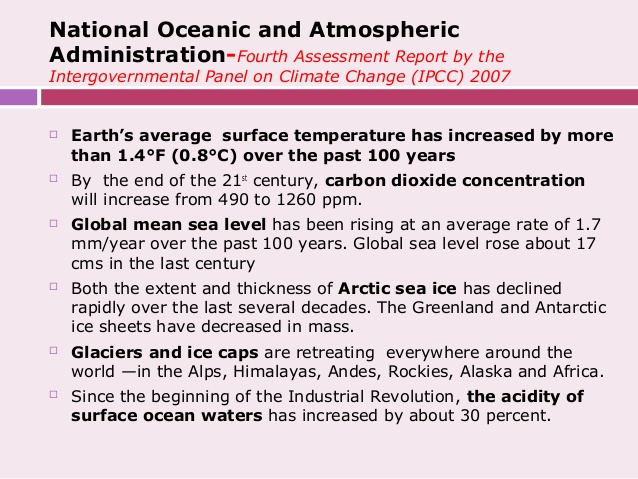 National Oceanic and Atmospheric
Administration-Fourth Assessment Report by the
Intergovernmental Panel on Climate Change (IPCC) 2007
Earth’s average surface temperature has increased by more
than 1.4°F (0.8°C) over the past 100 years
By the end of the 21st century, carbon dioxide concentration
will increase from 490 to 1260 ppm.
Global mean sea level has been rising at an average rate of 1.7
mm/year over the past 100 years. Global sea level rose about 17
cms in the last century
Both the extent and thickness of Arctic sea ice has declined
rapidly over the last several decades. The Greenland and Antarctic
ice sheets have decreased in mass.
Glaciers and ice caps are retreating everywhere around the
world —in the Alps, Himalayas, Andes, Rockies, Alaska and Africa.
Since the beginning of the Industrial Revolution, the acidity of
surface ocean waters has increased by about 30 percent.